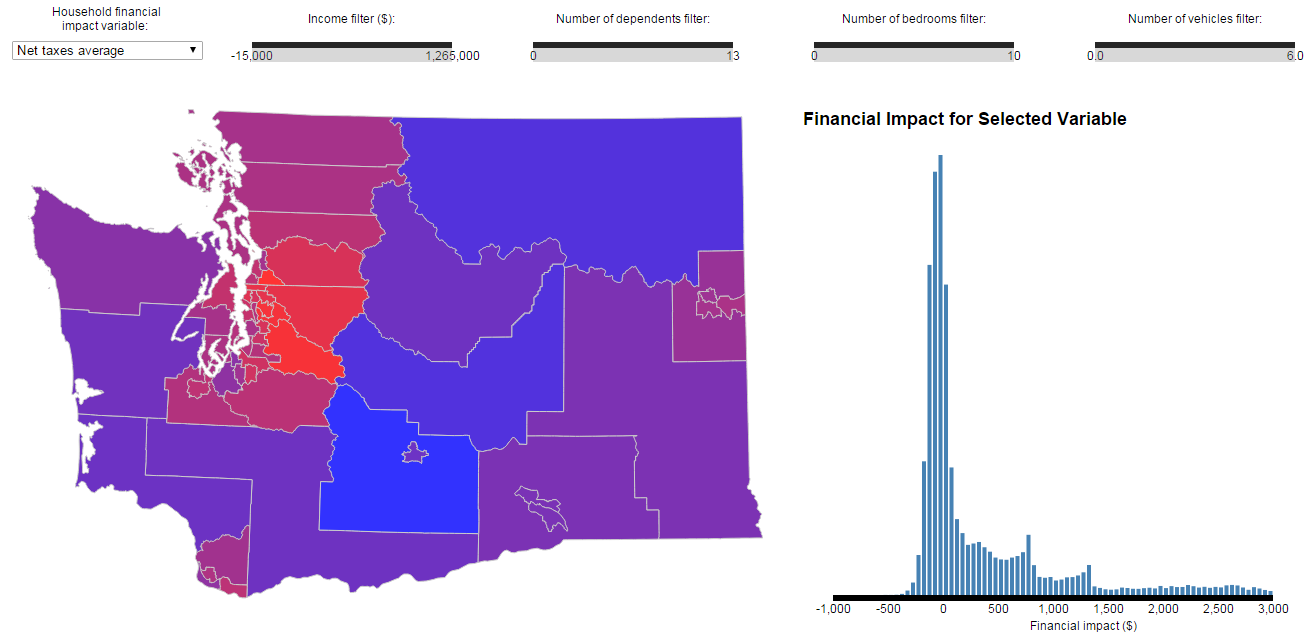 Household financial
impact variable:
Net taxes average
Income filter ($):
-15,000 1,265,000
Number of dependents filter:
0 13
Number of bedrooms filter:
0 10
Number of vehicles filter:
0.0 6.0
Financial Impact for Selected Variable
-1,000 -500 0 500 1,000 1,500 2,000 2,500 3,000
Financial impact ($)